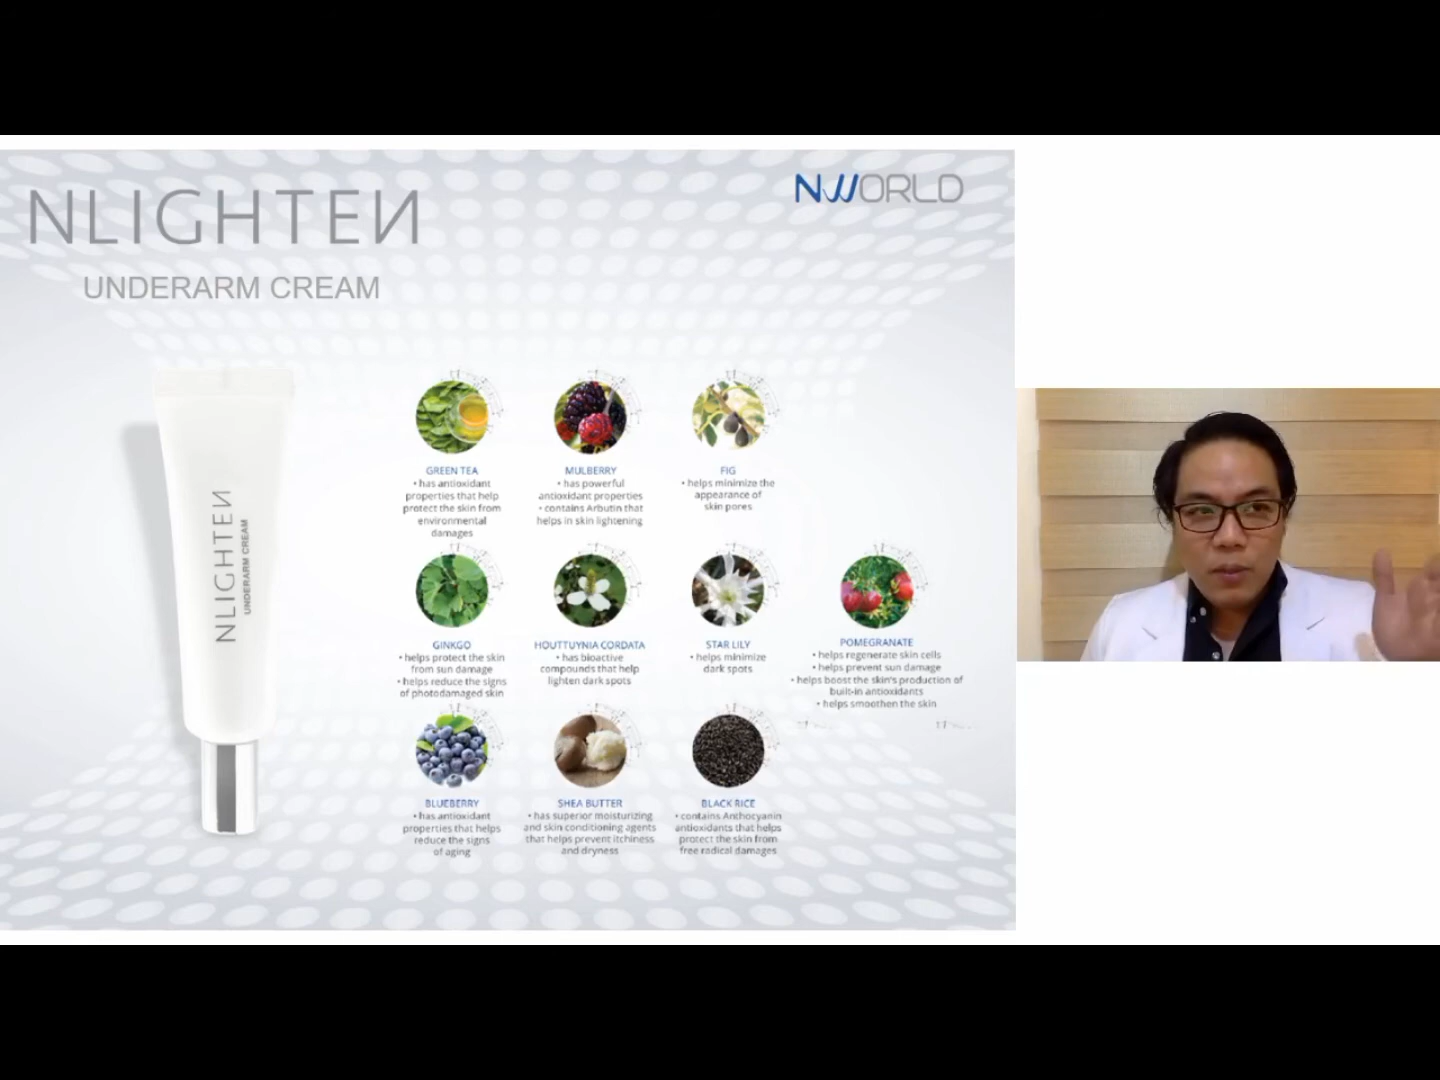 NLIGHTEN
NWORLD
UNDERARM CREAM
NLIGHTEN
UNDERARM CREAM
GREEN TEA
• has antioxidant
properties that help
protect the skin from
environmental
damages
MULBERRY
• has powerful
antioxidant properties
• contains Arbutin that
helps in skin lightening
FIG
• helps minimize the
appearance of
skin pores
GINKGO
• helps protect the skin
from sun damage
• helps reduce the signs
of photodamaged skin
HOUTTUYNIA CORDATA
• has bioactive
compounds that help
lighten dark spots
STAR LILY
• helps minimize
dark spots
POMEGRANATE
• helps regenerate skin cells
• helps prevent sun damage
• helps boost the skin's production of
built-in antioxidants
• helps smoothen the skin
BLUEBERRY
• has antioxidant
properties that helps
reduce the signs
of aging
SHEA BUTTER
• has superior moisturizing
and skin conditioning agents
that helps prevent itchiness
and dryness
BLACK RICE
• contains Anthocyanin
antioxidants that helps
protect the skin from
free radical damages